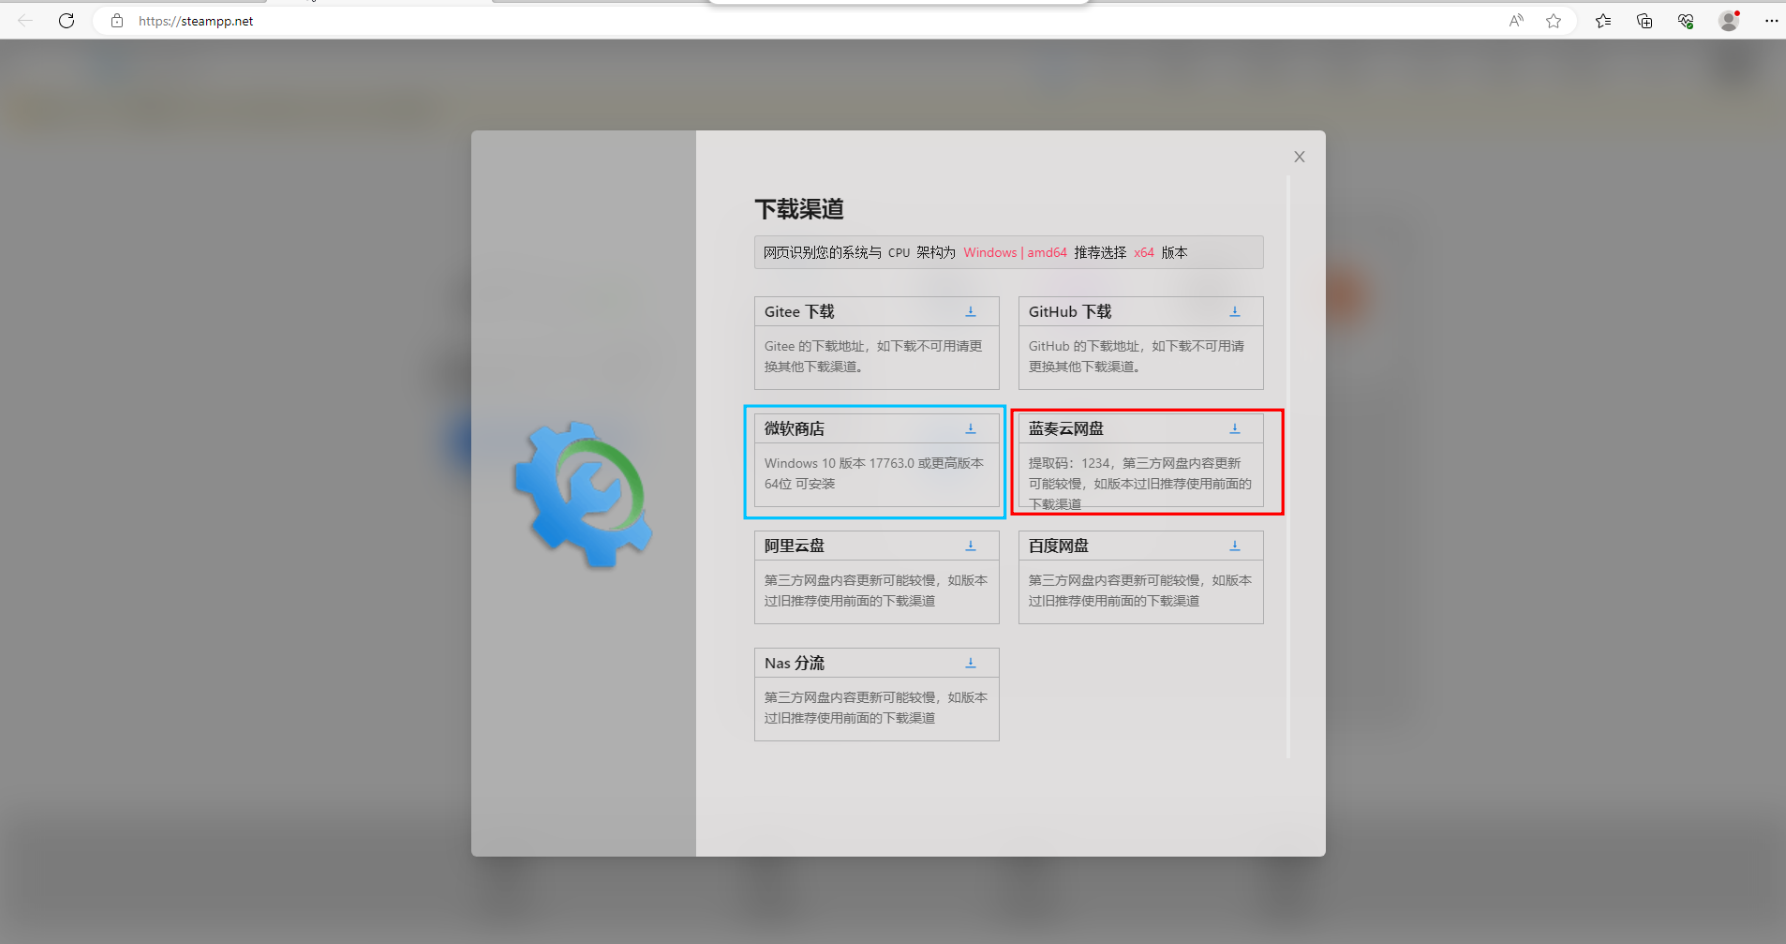 https://steampp.net
下载渠道
网页识别您的系统与 CPU 架构为 Windows | amd64 推荐选择 x64 版本
Gitee 下载
Gitee 的下载地址，如下载不可用请更
换其他下载渠道。
GitHub 下载
GitHub 的下载地址，如下载不可用请
更换其他下载渠道。
微软商店
Windows 10 版本 17763.0 或更高版本
64位 可安装
蓝奏云网盘
提取码：1234，第三方网盘内容更新
可能较慢，如版本过旧推荐使用前面的
下载渠道
阿里云盘
第三方网盘内容更新可能较慢，如版本
过旧推荐使用前面的下载渠道
百度网盘
第三方网盘内容更新可能较慢，如版本
过旧推荐使用前面的下载渠道
Nas 分流
第三方网盘内容更新可能较慢，如版本
过旧推荐使用前面的下载渠道